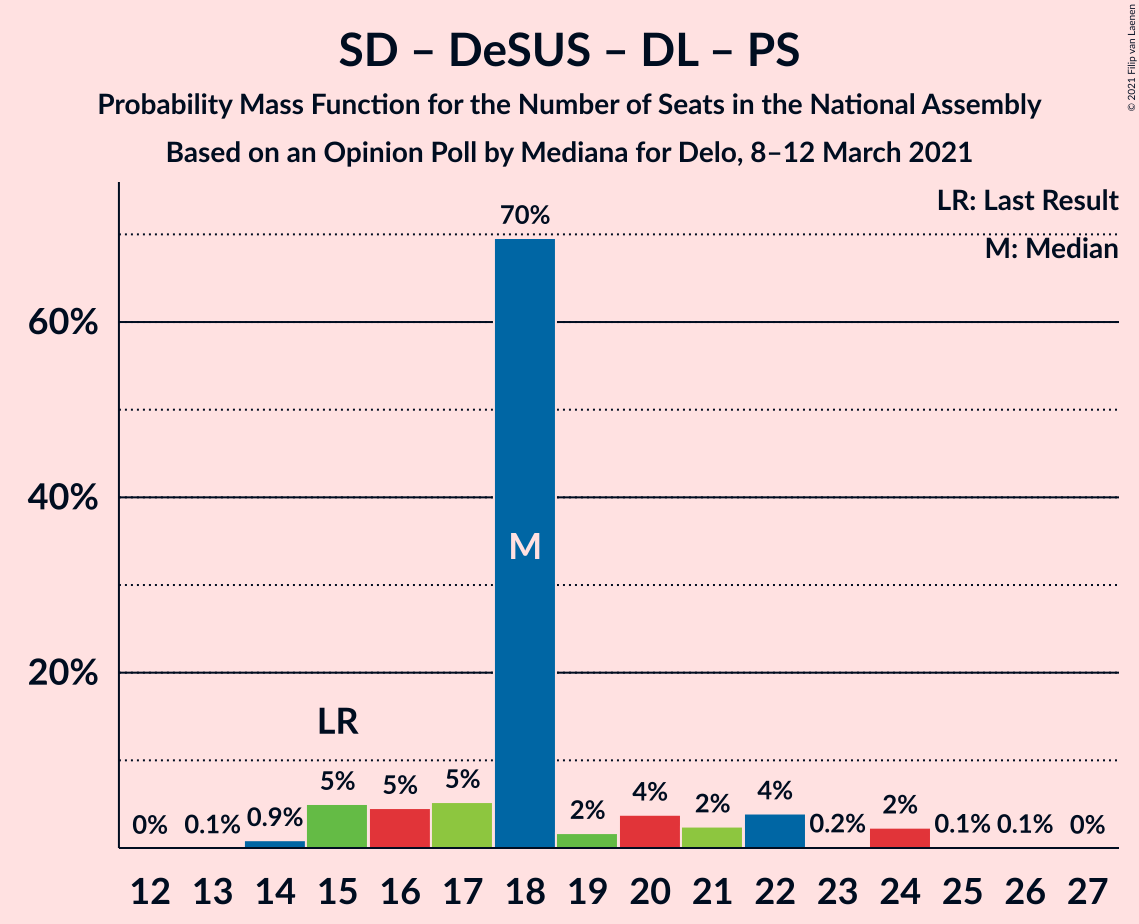 SD – DeSUS – DL – PS
Probability Mass Function for the Number of Seats in the National Assembly
Based on an Opinion Poll by Mediana for Delo, 8–12 March 2021
© 2021 Filip van Laenen
LR: Last Result
M: Median
70%
60%
40%
20%
M
LR
0% 0.1% 0.9% 5% 5% 5% 2% 4% 2% 4% 0.2% 2% 0.1% 0.1% 0%
12 13 14 15 16 17 18 19 20 21 22 23 24 25 26 27